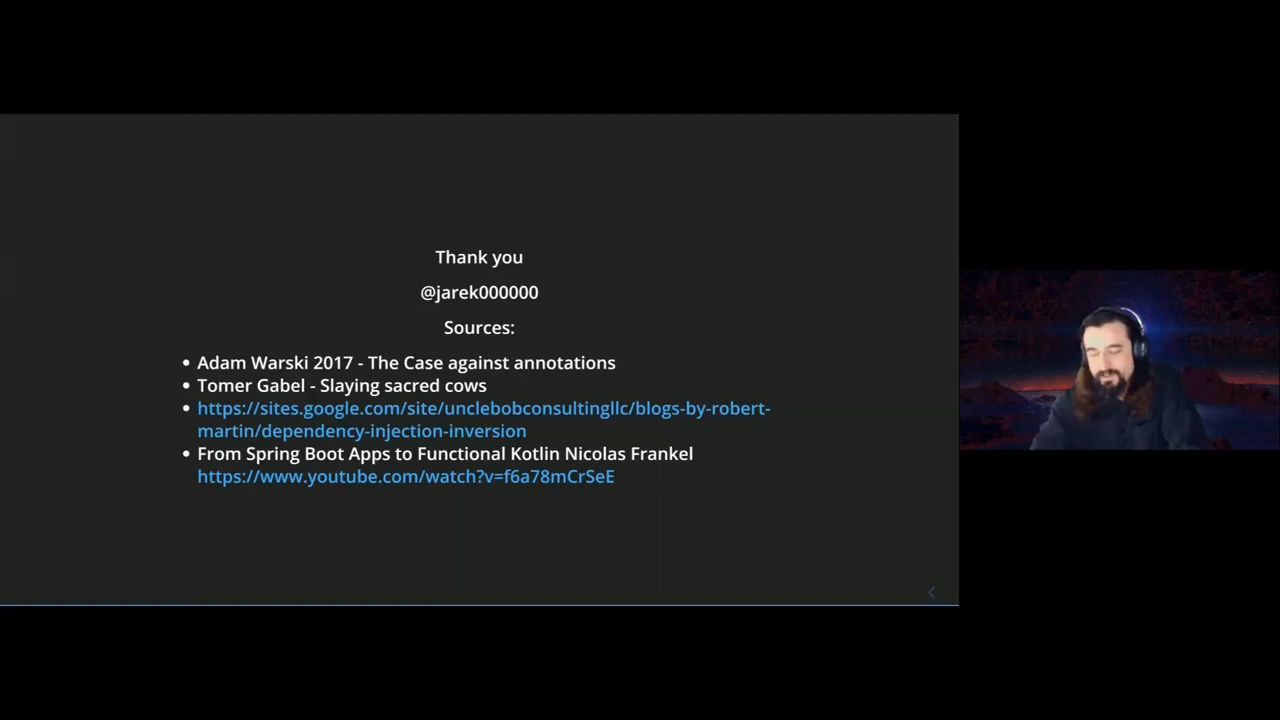 Thank you
@jarek000000
Sources:
Adam Warski 2017 - The Case against annotations
Tomer Gabel - Slaying sacred cows
https://sites.google.com/site/unclebobconsultingllc/blogs-by-robert-
martin/dependency-injection-inversion
From Spring Boot Apps to Functional Kotlin Nicolas Frankel
https://www.youtube.com/watch?v=f6a78mCrSeE